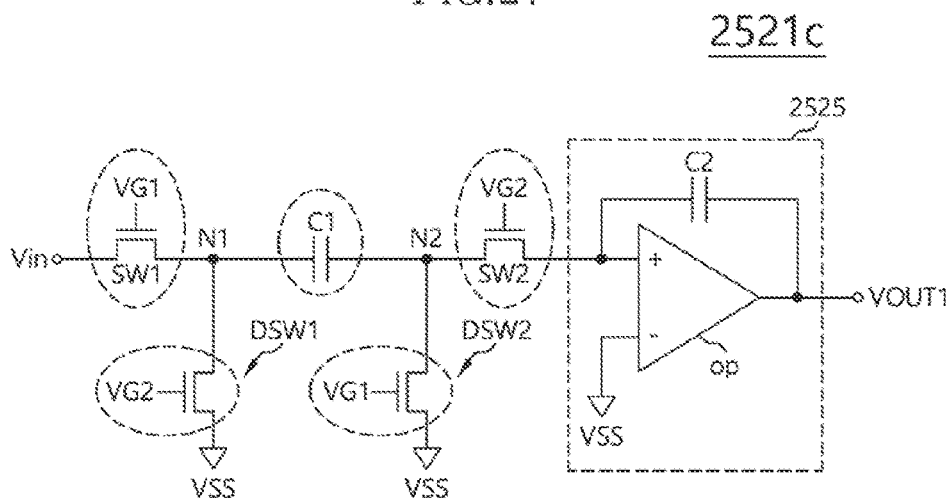 2521c
2525
C2
VG1
C1
VG2
Vin
SW1
N1
N2
SW2
+
VOUT1
DSW1
DSW2
-
op
VG2
VG1
VSS
VSS
VSS